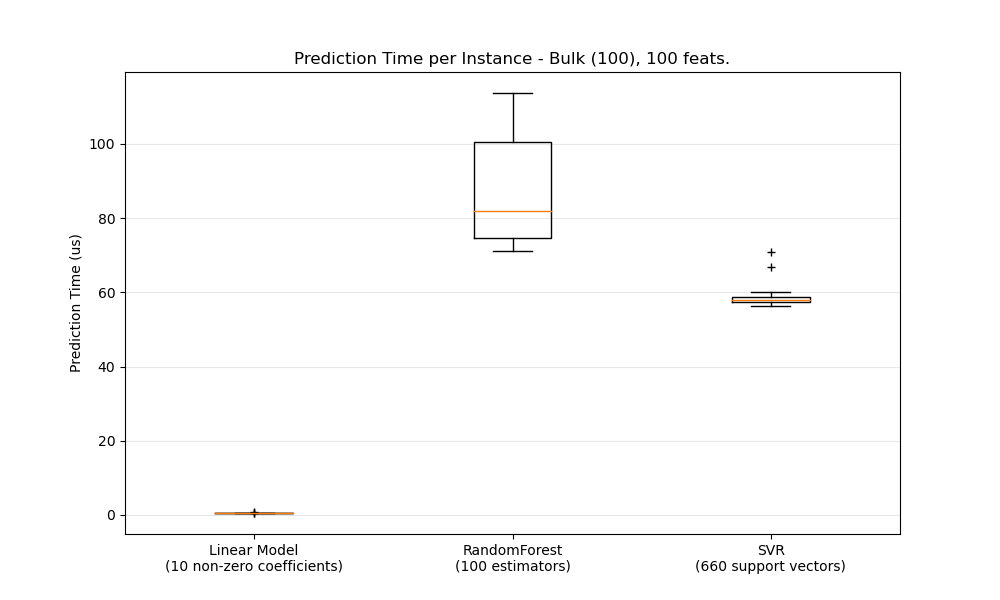 Prediction Time per Instance - Bulk (100), 100 feats.
Prediction Time (us)
100
80
60
40
20
0
Linear Model
(10 non-zero coefficients)
RandomForest
(100 estimators)
SVR
(660 support vectors)